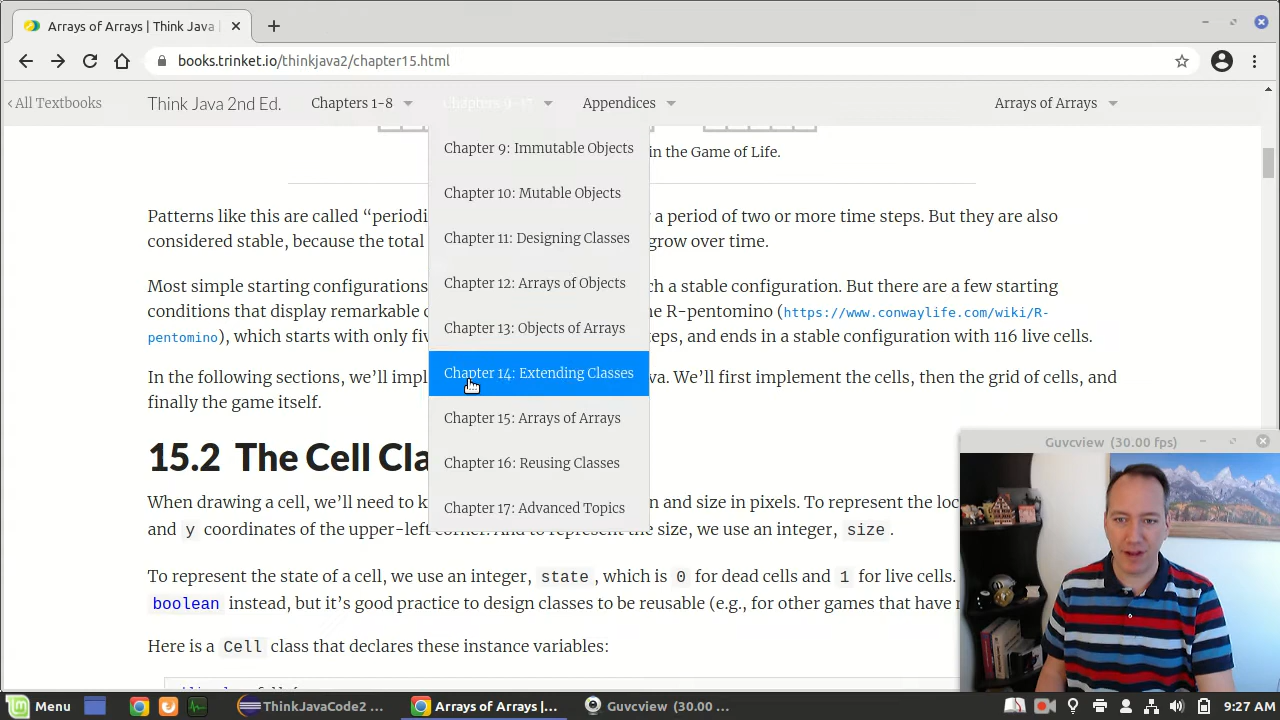 Arrays of Arrays | Think Java
books.trinket.io/thinkjava2/chapter15.html
‹ All Textbooks
Think Java 2nd Ed.
Chapters 1-8
Chapters 9-17
Appendices
Arrays of Arrays
Chapter 9: Immutable Objects
Chapter 10: Mutable Objects
Chapter 11: Designing Classes
Chapter 12: Arrays of Objects
Chapter 13: Objects of Arrays
Chapter 14: Extending Classes
Chapter 15: Arrays of Arrays
Chapter 16: Reusing Classes
Chapter 17: Advanced Topics
in the Game of Life.
Patterns like this are called “periodi a period of two or more time steps. But they are also
considered stable, because the total grow over time.
Most simple starting configurations ch a stable configuration. But there are a few starting
conditions that display remarkable c ne R-pentomino (https://www.conwaylife.com/wiki/R-
pentomino), which starts with only fiv eps, and ends in a stable configuration with 116 live cells.
In the following sections, we’ll impl va. We’ll first implement the cells, then the grid of cells, and
finally the game itself.
15.2 The Cell Cla
When drawing a cell, we’ll need to k n and size in pixels. To represent the loc
and y coordinates of the upper-left corner. And to represent the size, we use an integer, size.
To represent the state of a cell, we use an integer, state, which is 0 for dead cells and 1 for live cells.
boolean instead, but it’s good practice to design classes to be reusable (e.g., for other games that have
Here is a Cell class that declares these instance variables:
Guvcview (30.00 fps)
Menu
ThinkJavaCode2 ...
Arrays of Arrays |...
Guvcview (30.00 ...
9:27 AM